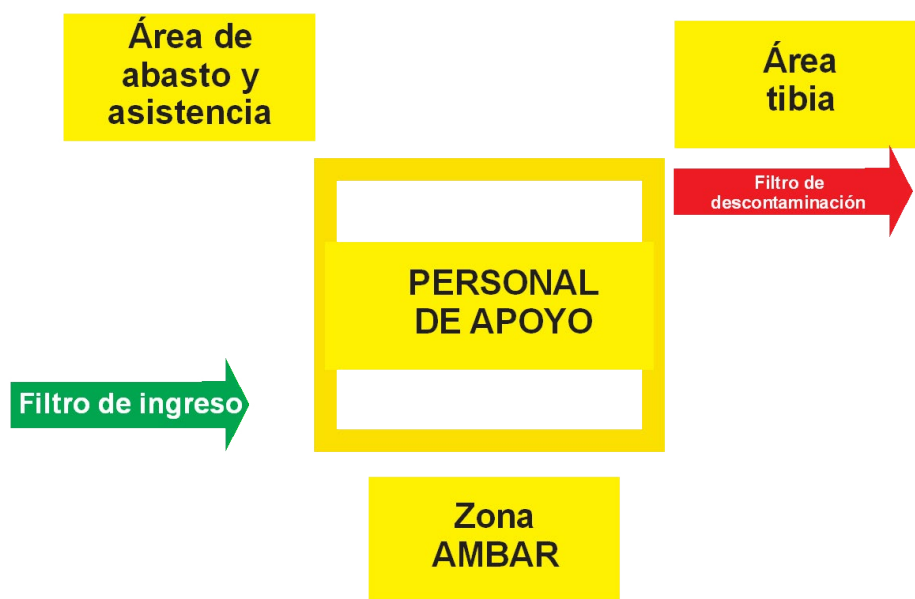 Área de
abasto y
asistencia
Área
tibia
Filtro de
descontaminación
PERSONAL
DE APOYO
Filtro de ingreso
Zona
AMBAR